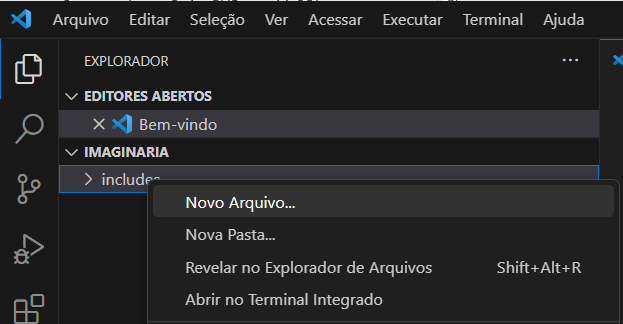 Arquivo Editar Seleção Ver Acessar Executar Terminal Ajuda
EXPLORADOR
EDITORES ABERTOS
Bem-vindo
IMAGINARIA
includes
Novo Arquivo...
Nova Pasta...
Revelar no Explorador de Arquivos Shift+Alt+R
Abrir no Terminal Integrado